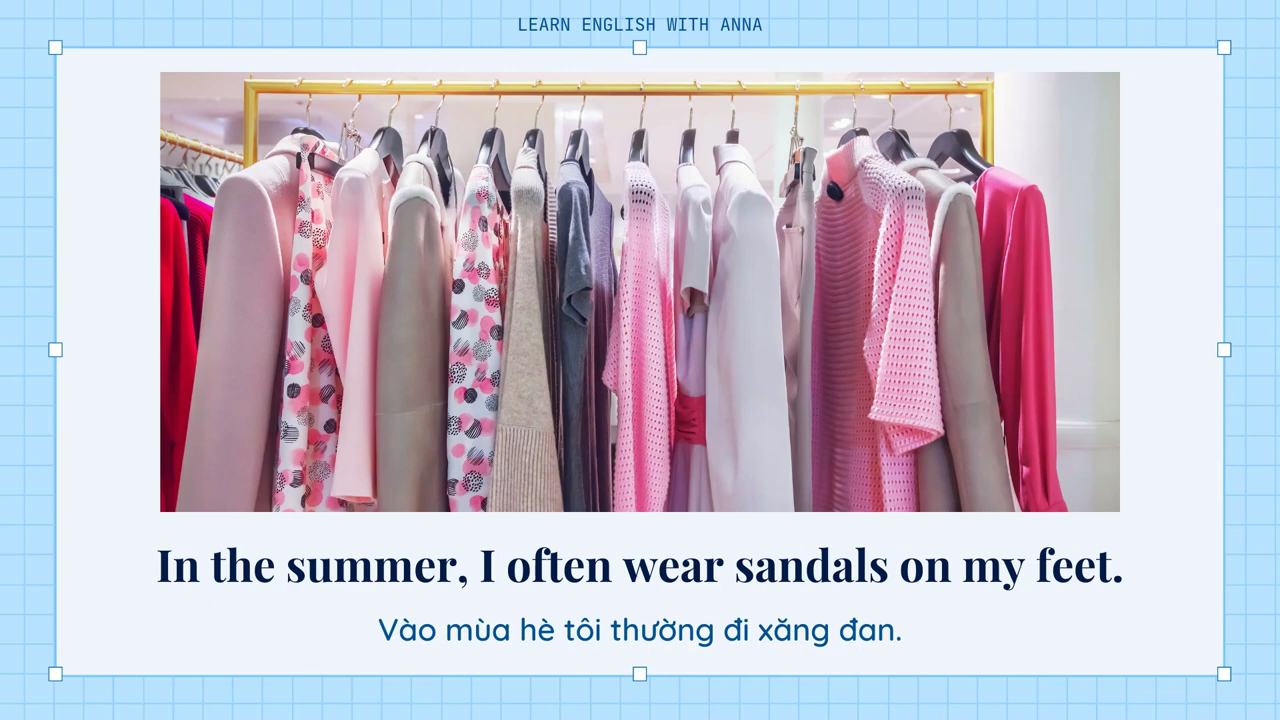 LEARN ENGLISH WITH ANNA
In the summer, I often wear sandals on my feet.
Vào mùa hè tôi thường đi xăng đan.